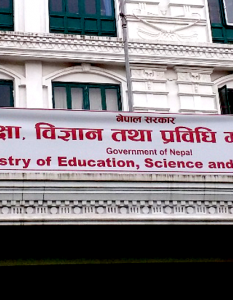 नेपाल सरकार
क्षा, विज्ञान तथा प्रविधि
Government of Nepal
stry of Education, Science and